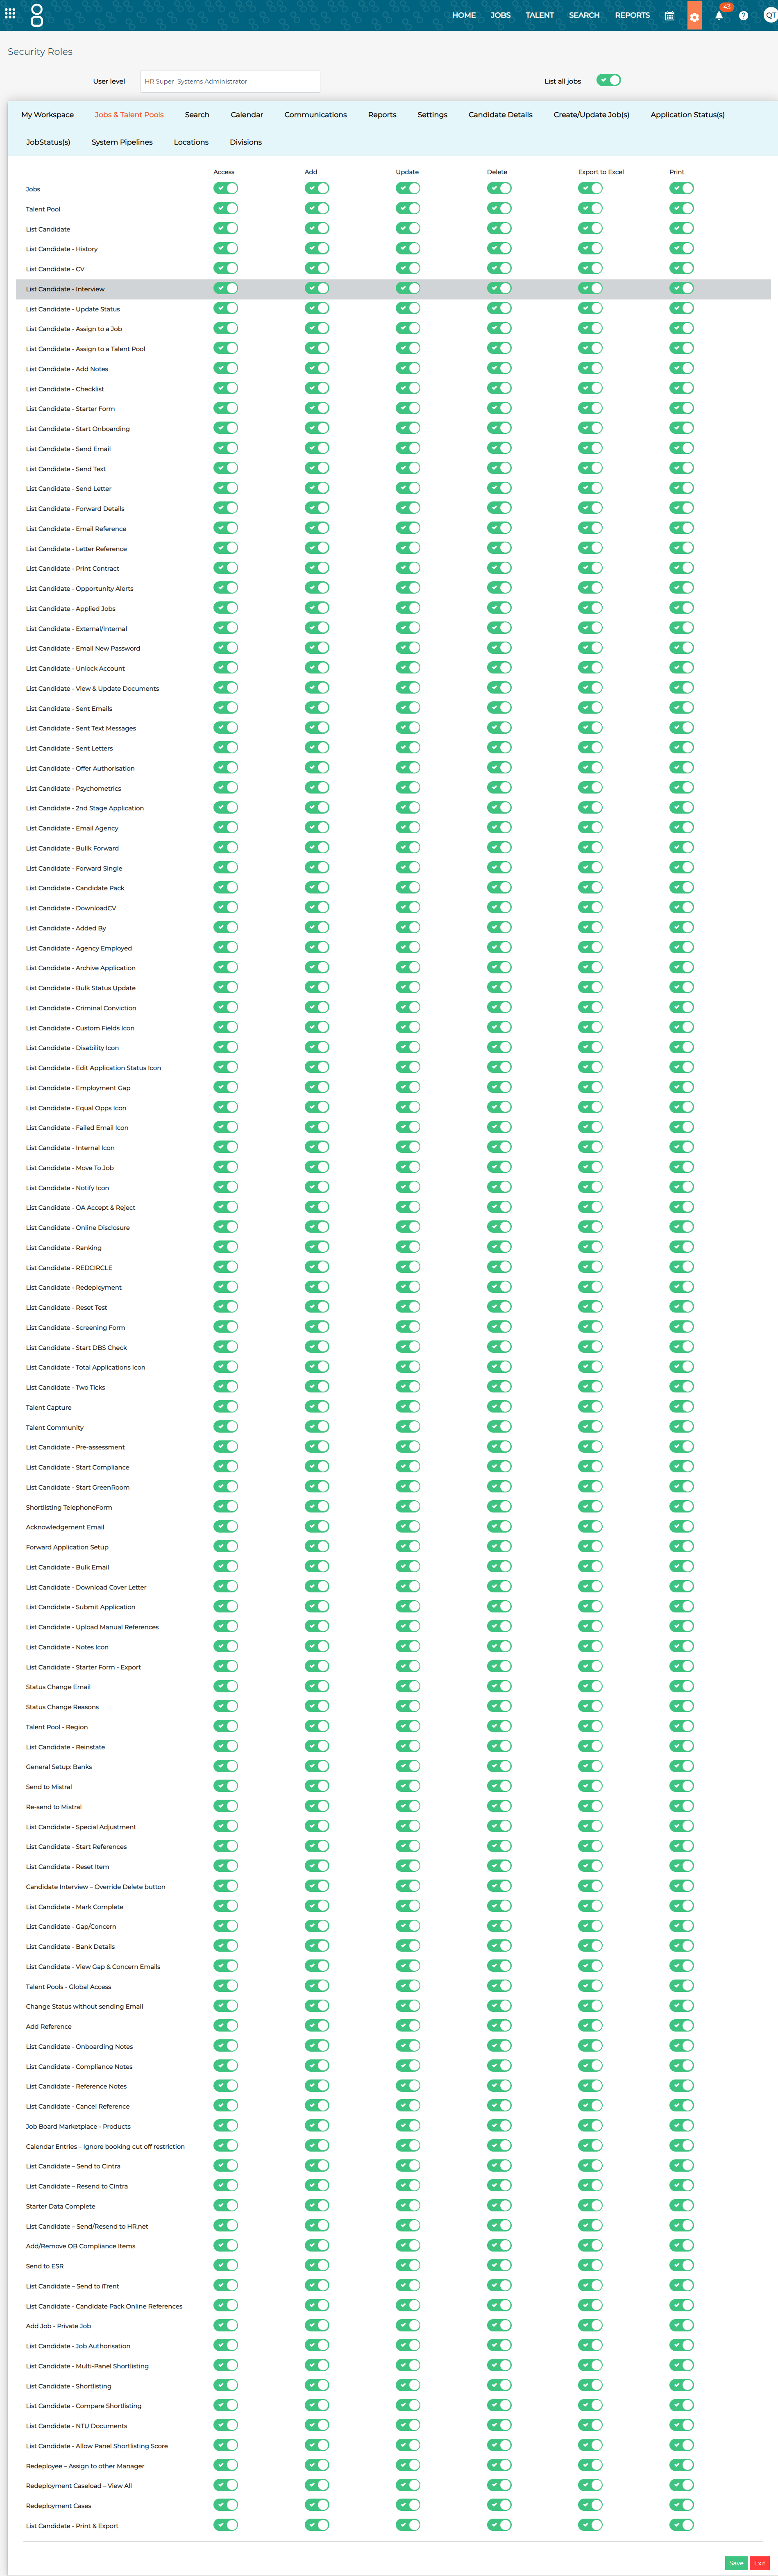 HOME JOBS TALENT SEARCH REPORTS 43 ? QT
Security Roles
User level HR Super Systems Administrator List all jobs
My Workspace Jobs & Talent Pools Search Calendar Communications Reports Settings Candidate Details Create/Update Job(s) Application Status(s)
JobStatus(s) System Pipelines Locations Divisions
Access Add Update Delete Export to Excel Print
Jobs
Talent Pool
List Candidate
List Candidate - History
List Candidate - CV
List Candidate - Interview
List Candidate - Update Status
List Candidate - Assign to a Job
List Candidate - Assign to a Talent Pool
List Candidate - Add Notes
List Candidate - Checklist
List Candidate - Starter Form
List Candidate - Start Onboarding
List Candidate - Send Email
List Candidate - Send Text
List Candidate - Send Letter
List Candidate - Forward Details
List Candidate - Email Reference
List Candidate - Letter Reference
List Candidate - Print Contract
List Candidate - Opportunity Alerts
List Candidate - Applied Jobs
List Candidate - External/Internal
List Candidate - Email New Password
List Candidate - Unlock Account
List Candidate - View & Update Documents
List Candidate - Sent Emails
List Candidate - Sent Text Messages
List Candidate - Sent Letters
List Candidate - Offer Authorisation
List Candidate - Psychometrics
List Candidate - 2nd Stage Application
List Candidate - Email Agency
List Candidate - Bullk Forward
List Candidate - Forward Single
List Candidate - Candidate Pack
List Candidate - DownloadCV
List Candidate - Added By
List Candidate - Agency Employed
List Candidate - Archive Application
List Candidate - Bulk Status Update
List Candidate - Criminal Conviction
List Candidate - Custom Fields Icon
List Candidate - Disability Icon
List Candidate - Edit Application Status Icon
List Candidate - Employment Gap
List Candidate - Equal Opps Icon
List Candidate - Failed Email Icon
List Candidate - Internal Icon
List Candidate - Move To Job
List Candidate - Notify Icon
List Candidate - OA Accept & Reject
List Candidate - Online Disclosure
List Candidate - Ranking
List Candidate - REDCIRCLE
List Candidate - Redeployment
List Candidate - Reset Test
List Candidate - Screening Form
List Candidate - Start DBS Check
List Candidate - Total Applications Icon
List Candidate - Two Ticks
Talent Capture
Talent Community
List Candidate - Pre-assessment
List Candidate - Start Compliance
List Candidate - Start GreenRoom
Shortlisting TelephoneForm
Acknowledgement Email
Forward Application Setup
List Candidate - Bulk Email
List Candidate - Download Cover Letter
List Candidate - Submit Application
List Candidate - Upload Manual References
List Candidate - Notes Icon
List Candidate - Starter Form - Export
Status Change Email
Status Change Reasons
Talent Pool - Region
List Candidate - Reinstate
General Setup: Banks
Send to Mistral
Re-send to Mistral
List Candidate - Special Adjustment
List Candidate - Start References
List Candidate - Reset Item
Candidate Interview – Override Delete button
List Candidate - Mark Complete
List Candidate - Gap/Concern
List Candidate - Bank Details
List Candidate - View Gap & Concern Emails
Talent Pools - Global Access
Change Status without sending Email
Add Reference
List Candidate - Onboarding Notes
List Candidate - Compliance Notes
List Candidate - Reference Notes
List Candidate - Cancel Reference
Job Board Marketplace - Products
Calendar Entries – Ignore booking cut off restriction
List Candidate – Send to Cintra
List Candidate – Resend to Cintra
Starter Data Complete
List Candidate – Send/Resend to HR.net
Add/Remove OB Compliance Items
Send to ESR
List Candidate – Send to iTrent
List Candidate - Candidate Pack Online References
Add Job - Private Job
List Candidate - Job Authorisation
List Candidate - Multi-Panel Shortlisting
List Candidate - Shortlisting
List Candidate - Compare Shortlisting
List Candidate - NTU Documents
List Candidate - Allow Panel Shortlisting Score
Redeployee – Assign to other Manager
Redeployment Caseload – View All
Redeployment Cases
List Candidate - Print & Export
Save Exit